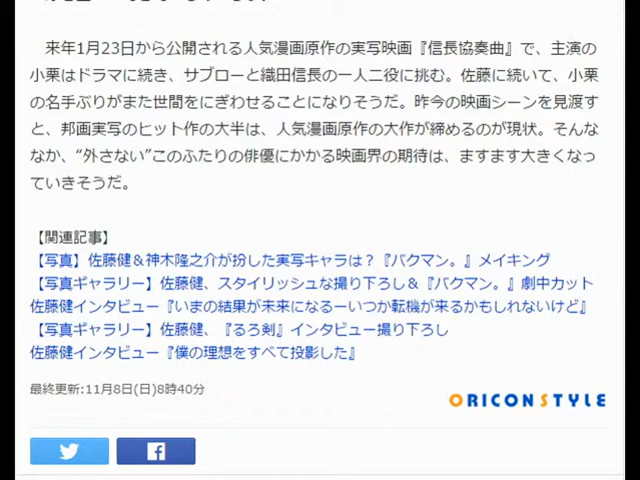 来年1月23日から公開される人気漫画原作の実写映画『信長協奏曲』で、主演の
小栗はドラマに続き、サブローと織田信長の一人二役に挑む。佐藤に続いて、小栗
の名手ぶりがまた世間をにぎわせることになりそうだ。昨今の映画シーンを見渡す
と、邦画実写のヒット作の大半は、人気漫画原作の大作が締めるのが現状。そんな
なか、“外さない”このふたりの俳優にかかる映画界の期待は、ますます大きくなっ
ていきそうだ。
【関連記事】
【写真】佐藤健＆神木隆之介が扮した実写キャラは？『バクマン。』メイキング
【写真ギャラリー】佐藤健、スタイリッシュな撮り下ろし＆『バクマン。』劇中カット
佐藤健インタビュー『いまの結果が未来になるーいつか転機が来るかもしれないけど』
【写真ギャラリー】佐藤健、『るろ剣』インタビュー撮り下ろし
佐藤健インタビュー『僕の理想をすべて投影した』
最終更新:11月8日(日)8時40分
ORICON STYLE